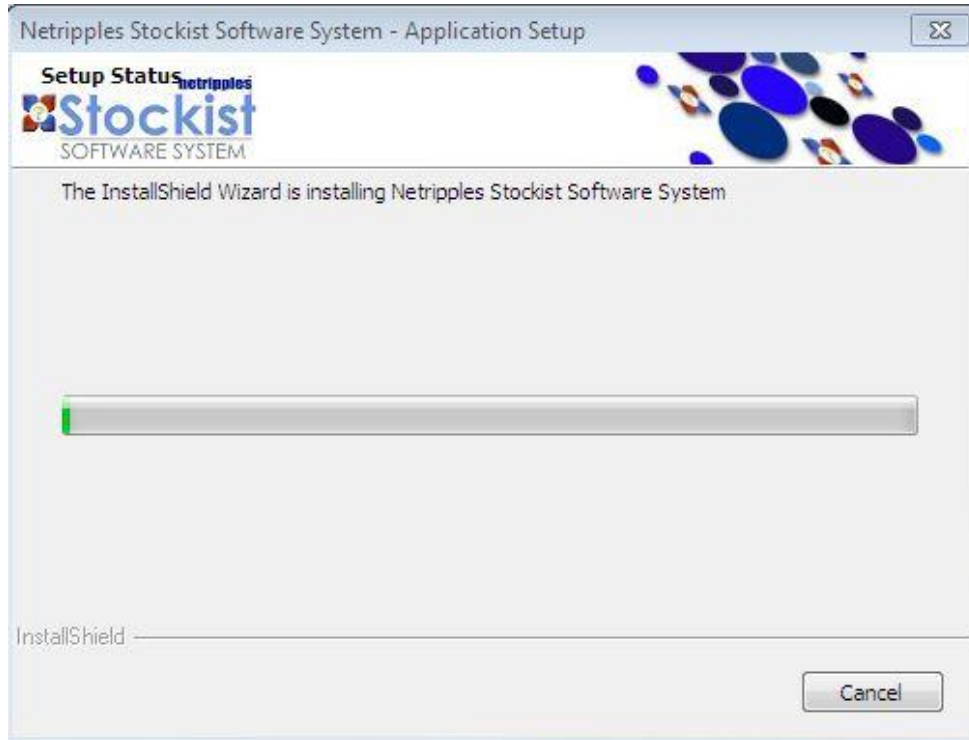 Netripples Stockist Software System - Application Setup
Setup Status
netripples
Stockist
SOFTWARE SYSTEM
The InstallShield Wizard is installing Netripples Stockist Software System
InstallShield
Cancel